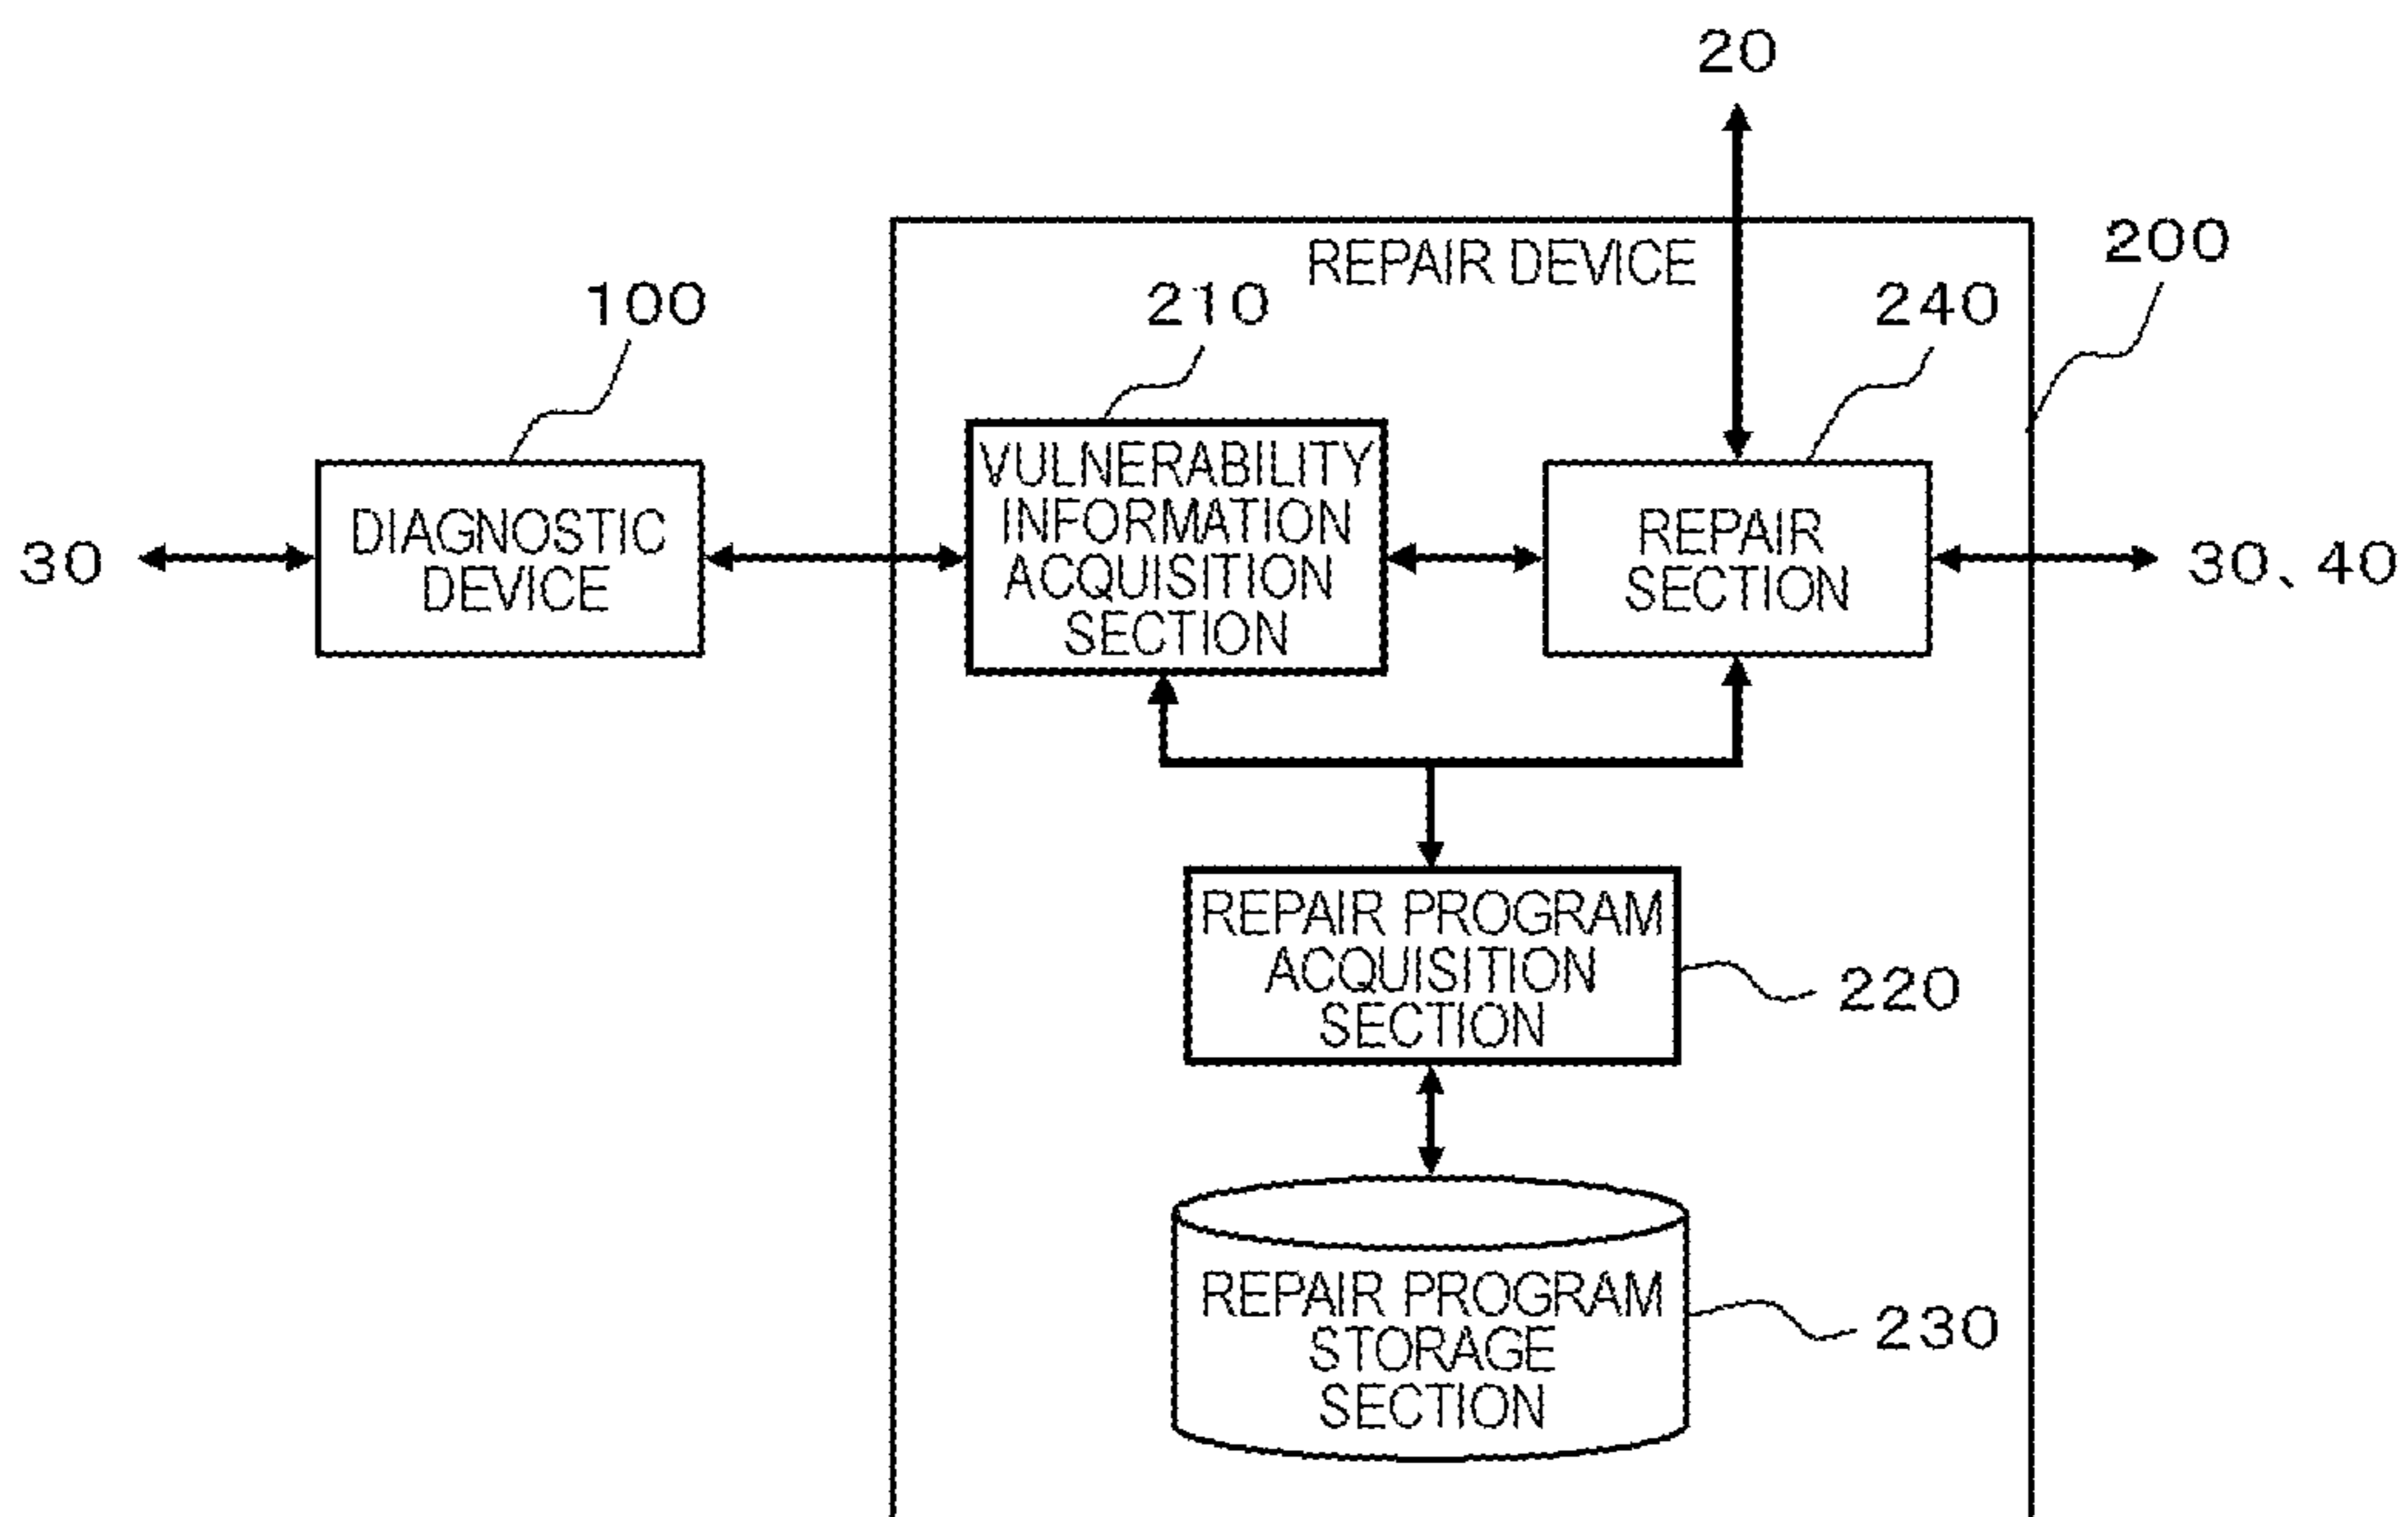 20
REPAIR DEVICE
200
100
210
240
VULNERABILITY
INFORMATION
ACQUISITION
SECTION
30
DIAGNOSTIC
DEVICE
REPAIR
SECTION
30、40
REPAIR PROGRAM
ACQUISITION
SECTION
220
REPAIR PROGRAM
STORAGE
SECTION
230